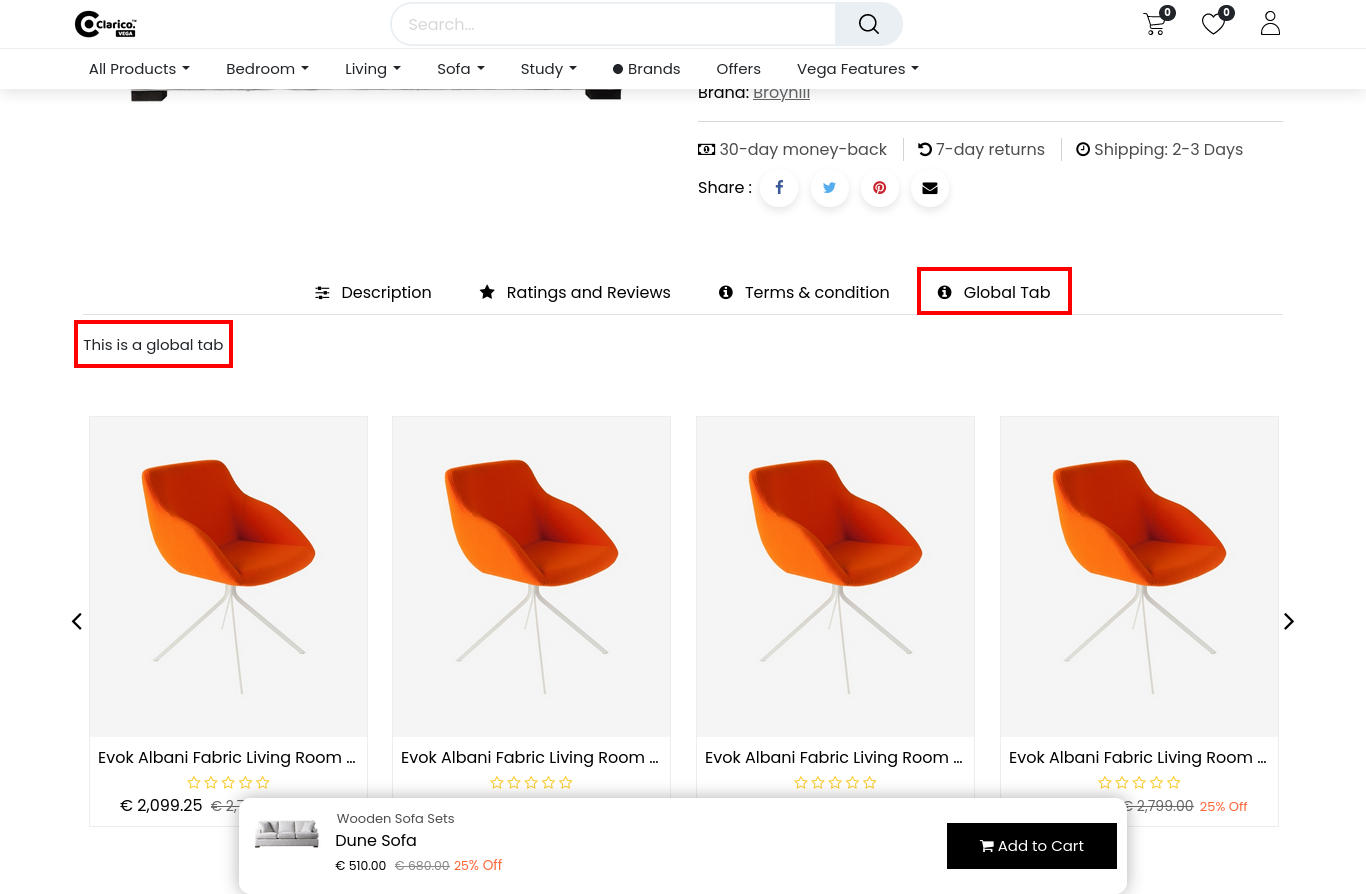 Clarico™
VEGA
Search...
0
0
All Products
Bedroom
Living
Sofa
Study
Brands
Offers
Vega Features
Brand: Broyhill
30-day money-back
7-day returns
Shipping: 2-3 Days
Share :
Description
Ratings and Reviews
Terms & condition
Global Tab
This is a global tab
Evok Albani Fabric Living Room ...
Evok Albani Fabric Living Room ...
Evok Albani Fabric Living Room ...
Evok Albani Fabric Living Room ...
€ 2,099.25
€ 2,799.00 25% Off
Wooden Sofa Sets
Dune Sofa
€ 510.00 € 680.00 25% Off
Add to Cart